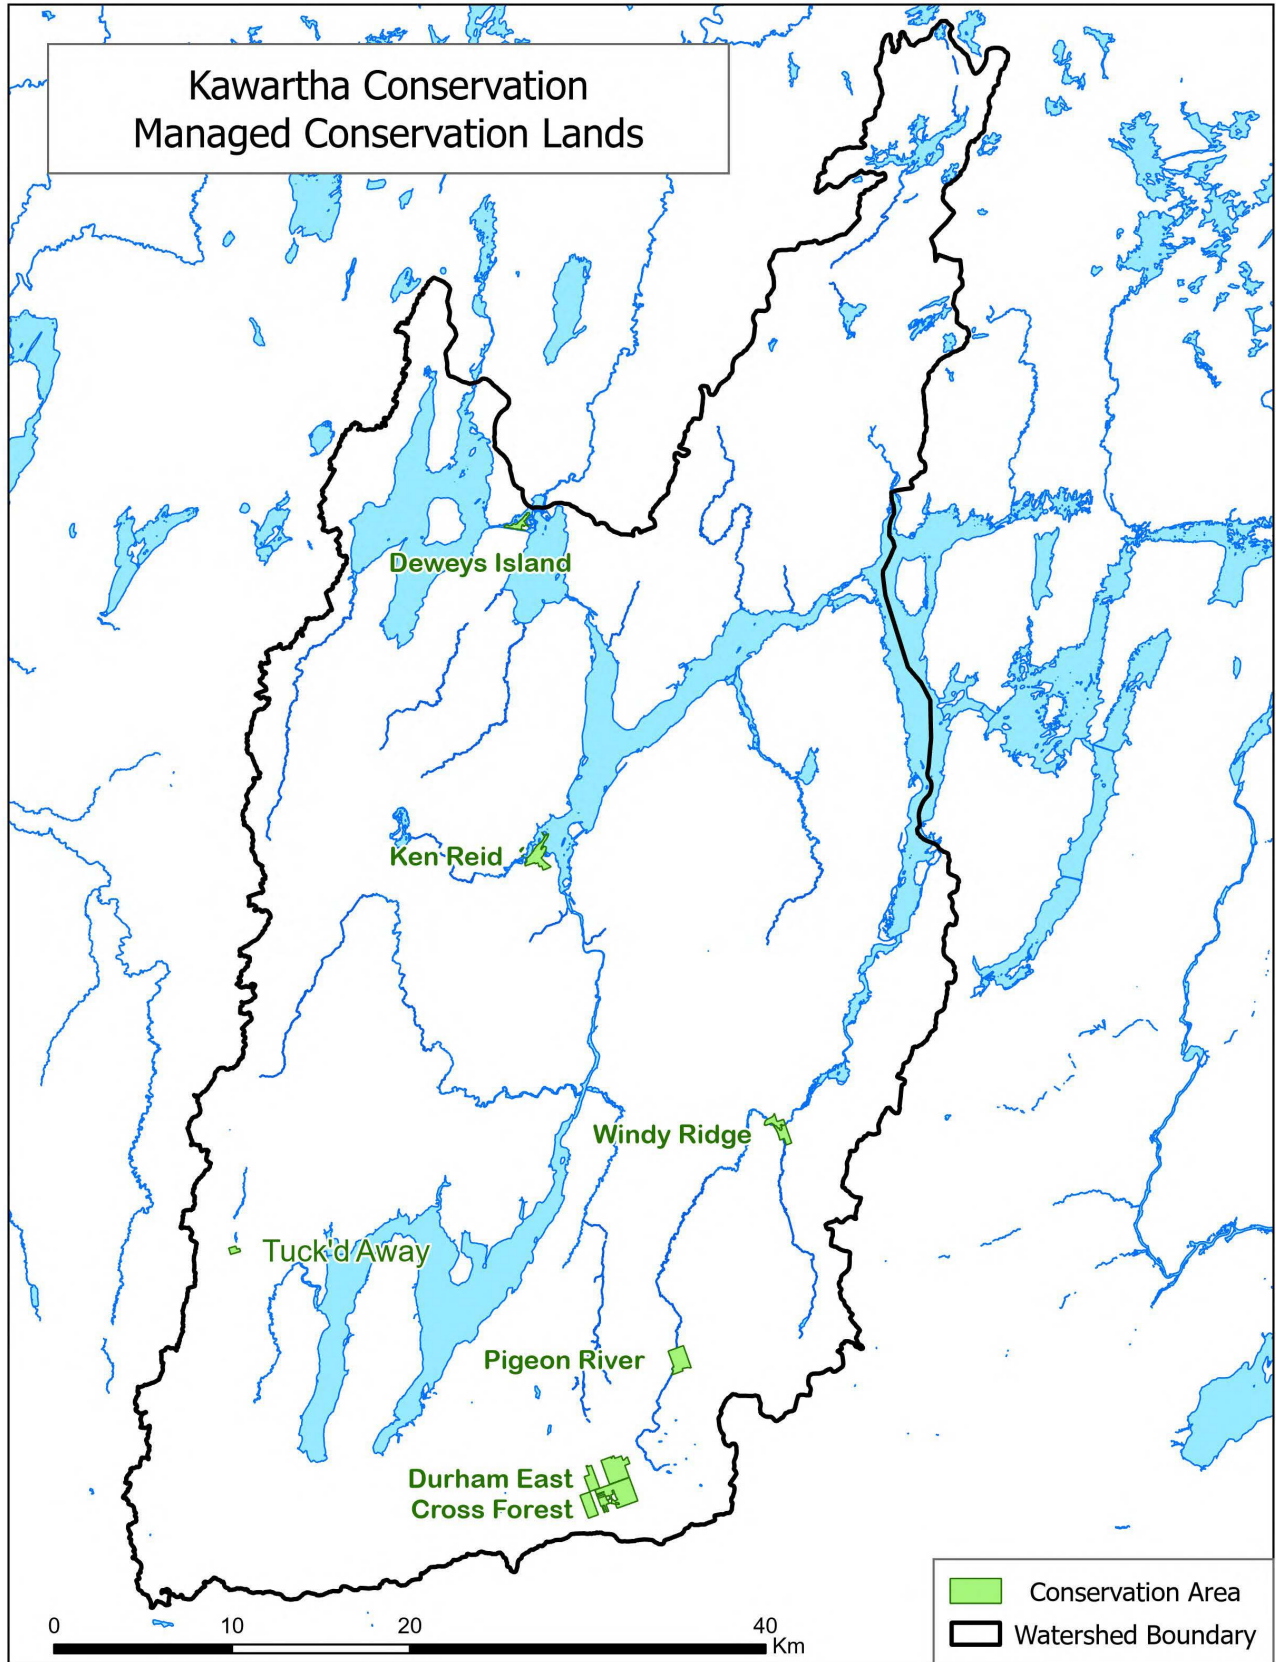 Kawartha Conservation
Managed Conservation Lands
Deweys Island
Ken Reid
Windy Ridge
Tuck'd Away
Pigeon River
Durham East
Cross Forest
0 10 20 40
Km
Conservation Area
Watershed Boundary